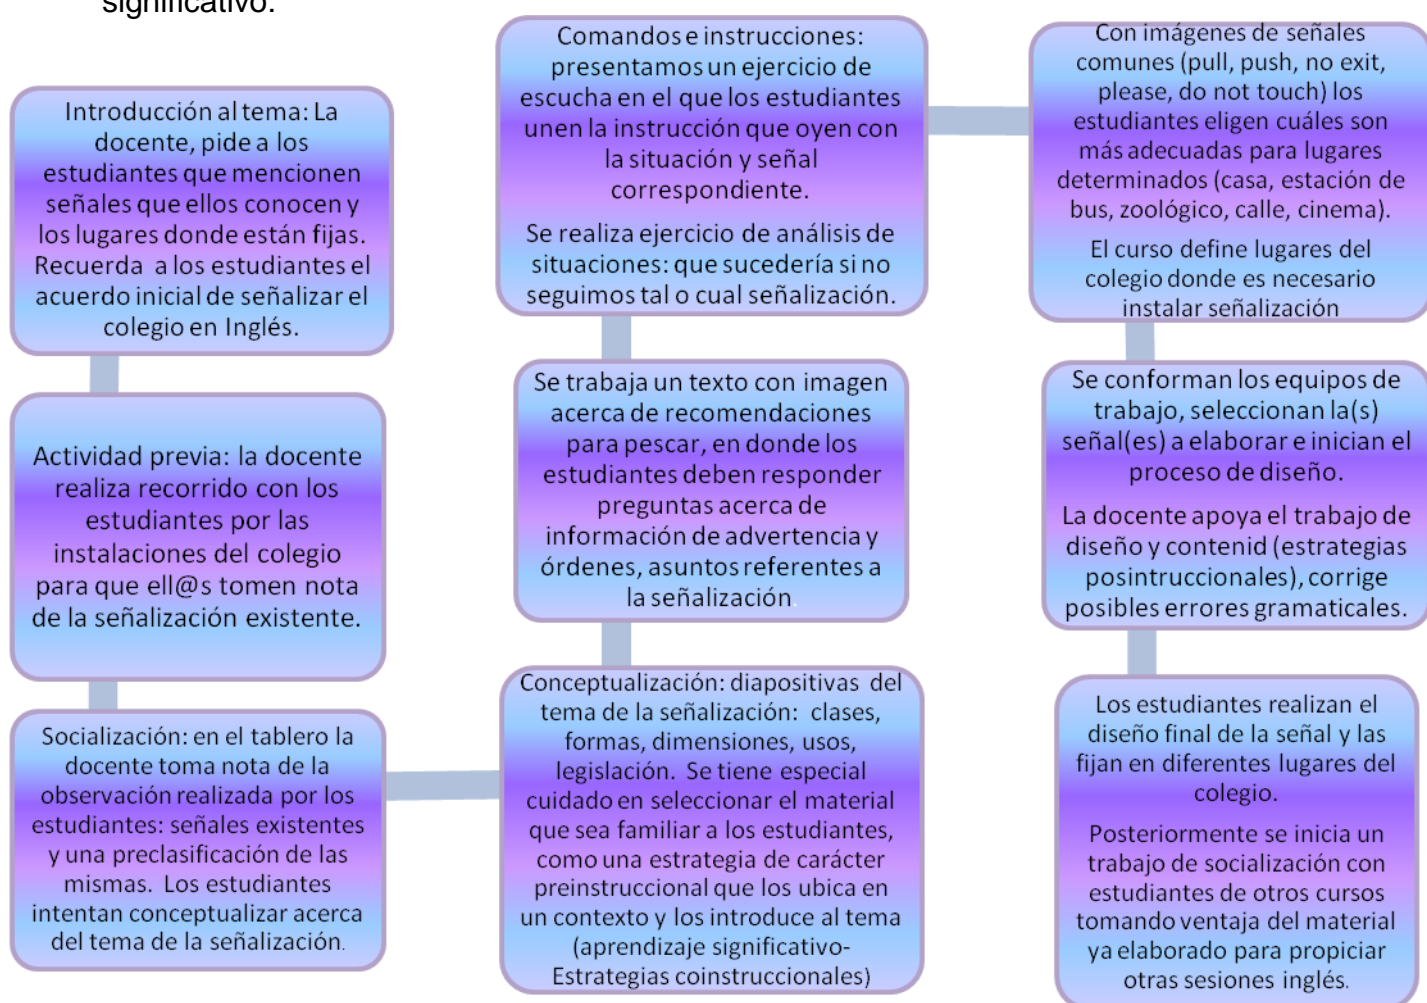 significativo.
Introducción al tema: La
docente, pide a los
estudiantes que mencionen
señales que ellos conocen y
los lugares donde están fijas.
Recuerda a los estudiantes el
acuerdo inicial de señalizar el
colegio en Inglés.
Actividad previa: la docente
realiza recorrido con los
estudiantes por las
instalaciones del colegio
para que ell@s tomen nota
de la señalización existente.
Socialización: en el tablero la
docente toma nota de la
observación realizada por los
estudiantes: señales existentes
y una preclasificación de las
mismas. Los estudiantes
intentan conceptualizar acerca
del tema de la señalización.
Conceptualización: diapositivas del
tema de la señalización: clases,
formas, dimensiones, usos,
legislación. Se tiene especial
cuidado en seleccionar el material
que sea familiar a los estudiantes,
como una estrategia de carácter
preinstruccional que los ubica en
un contexto y los introduce al tema
(aprendizaje significativo-
Estrategias coinstruccionales)
Se trabaja un texto con imagen
acerca de recomendaciones
para pescar, en donde los
estudiantes deben responder
preguntas acerca de
información de advertencia y
órdenes, asuntos referentes a
la señalización.
Comandos e instrucciones:
presentamos un ejercicio de
escucha en el que los estudiantes
unen la instrucción que oyen con
la situación y señal
correspondiente.
Se realiza ejercicio de análisis de
situaciones: que sucedería si no
seguimos tal o cual señalización.
Con imágenes de señales
comunes (pull, push, no exit,
please, do not touch) los
estudiantes eligen cuáles son
más adecuadas para lugares
determinados (casa, estación de
bus, zoológico, calle, cinema).
El curso define lugares del
colegio donde es necesario
instalar señalización
Se conforman los equipos de
trabajo, seleccionan la(s)
señal(es) a elaborar e inician el
proceso de diseño.
La docente apoya el trabajo de
diseño y contenid (estrategias
posintruccionales), corrige
posibles errores gramaticales.
Los estudiantes realizan el
diseño final de la señal y las
fijan en diferentes lugares del
colegio.
Posteriormente se inicia un
trabajo de socialización con
estudiantes de otros cursos
tomando ventaja del material
ya elaborado para propiciar
otras sesiones inglés.